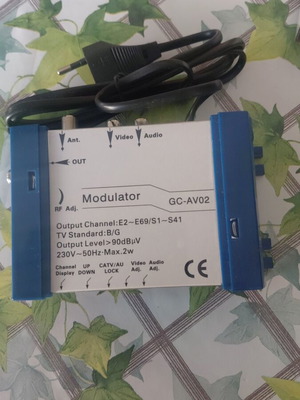 Ant. Video Audio
OUT
Modulator GC-AV02
RF Adj.
Output Channel:E2~E69/S1~S41
TV Standard:B/G
Output Level>90dBμV
230V~50Hz-Max.2w
Channel UP CATV/AU Video Audio
Display DOWN LOCK Adj. Adj.
CE